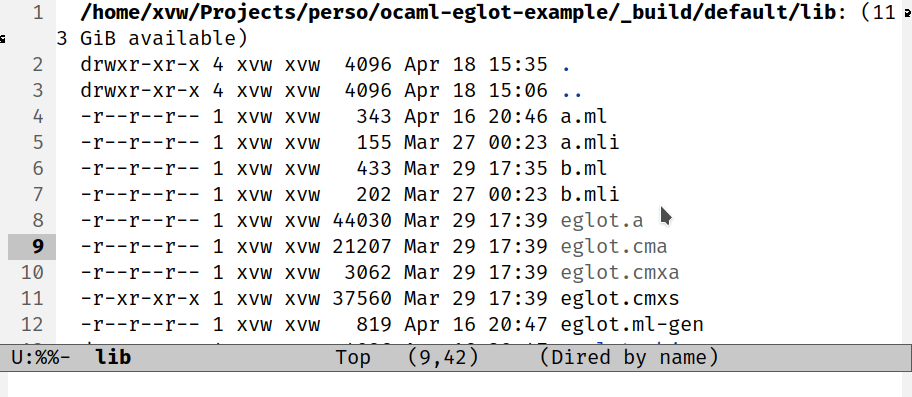 1 /home/xvw/Projects/perso/ocaml-eglot-example/_build/default/lib: (11
3 GiB available)
2 drwxr-xr-x 4 xvw xvw  4096 Apr 18 15:35 .
3 drwxr-xr-x 4 xvw xvw  4096 Apr 18 15:06 ..
4 -r--r--r-- 1 xvw xvw   343 Apr 16 20:46 a.ml
5 -r--r--r-- 1 xvw xvw   155 Mar 27 00:23 a.mli
6 -r--r--r-- 1 xvw xvw   433 Mar 29 17:35 b.ml
7 -r--r--r-- 1 xvw xvw   202 Mar 27 00:23 b.mli
8 -r--r--r-- 1 xvw xvw 44030 Mar 29 17:39 eglot.a
9 -r--r--r-- 1 xvw xvw 21207 Mar 29 17:39 eglot.cma
10 -r--r--r-- 1 xvw xvw  3062 Mar 29 17:39 eglot.cmxa
11 -r-xr-xr-x 1 xvw xvw 37560 Mar 29 17:39 eglot.cmxs
12 -r--r--r-- 1 xvw xvw   819 Apr 16 20:47 eglot.ml-gen
U:%%-  lib                 Top   (9,42)     (Dired by name)